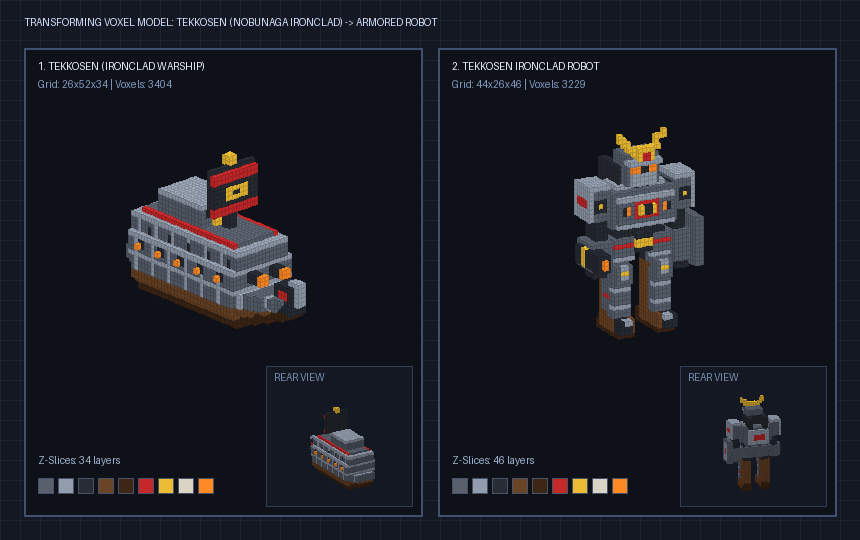 TRANSFORMING VOXEL MODEL: TEKKOSEN (NOBUNAGA IRONCLAD) -> ARMORED ROBOT
1. TEKKOSEN (IRONCLAD WARSHIP)
Grid: 26x52x34 | Voxels: 3404
REAR VIEW
Z-Slices: 34 layers
2. TEKKOSEN IRONCLAD ROBOT
Grid: 44x26x46 | Voxels: 3229
REAR VIEW
Z-Slices: 46 layers